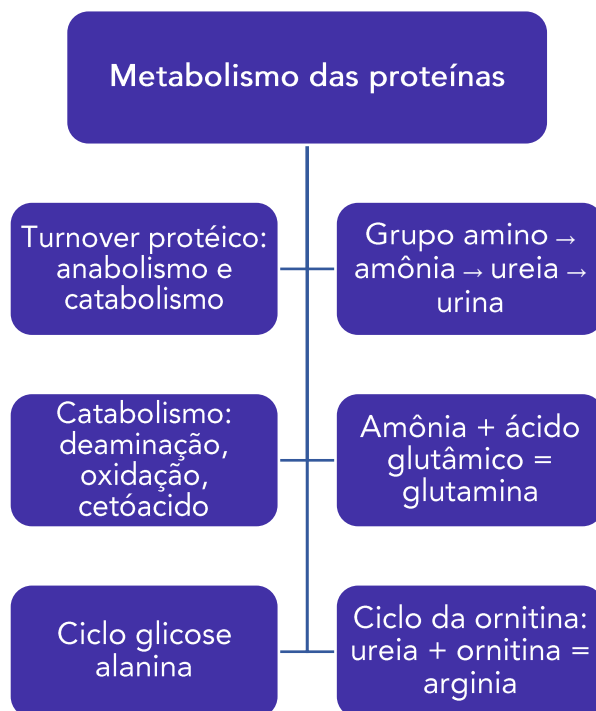 Metabolismo das proteínas
Turnover protéico:
anabolismo e
catabolismo
Grupo amino →
amônia → ureia →
urina
Catabolismo:
deaminação,
oxidação,
cetóacido
Amônia + ácido
glutâmico =
glutamina
Ciclo glicose
alanina
Ciclo da ornitina:
ureia + ornitina =
arginia